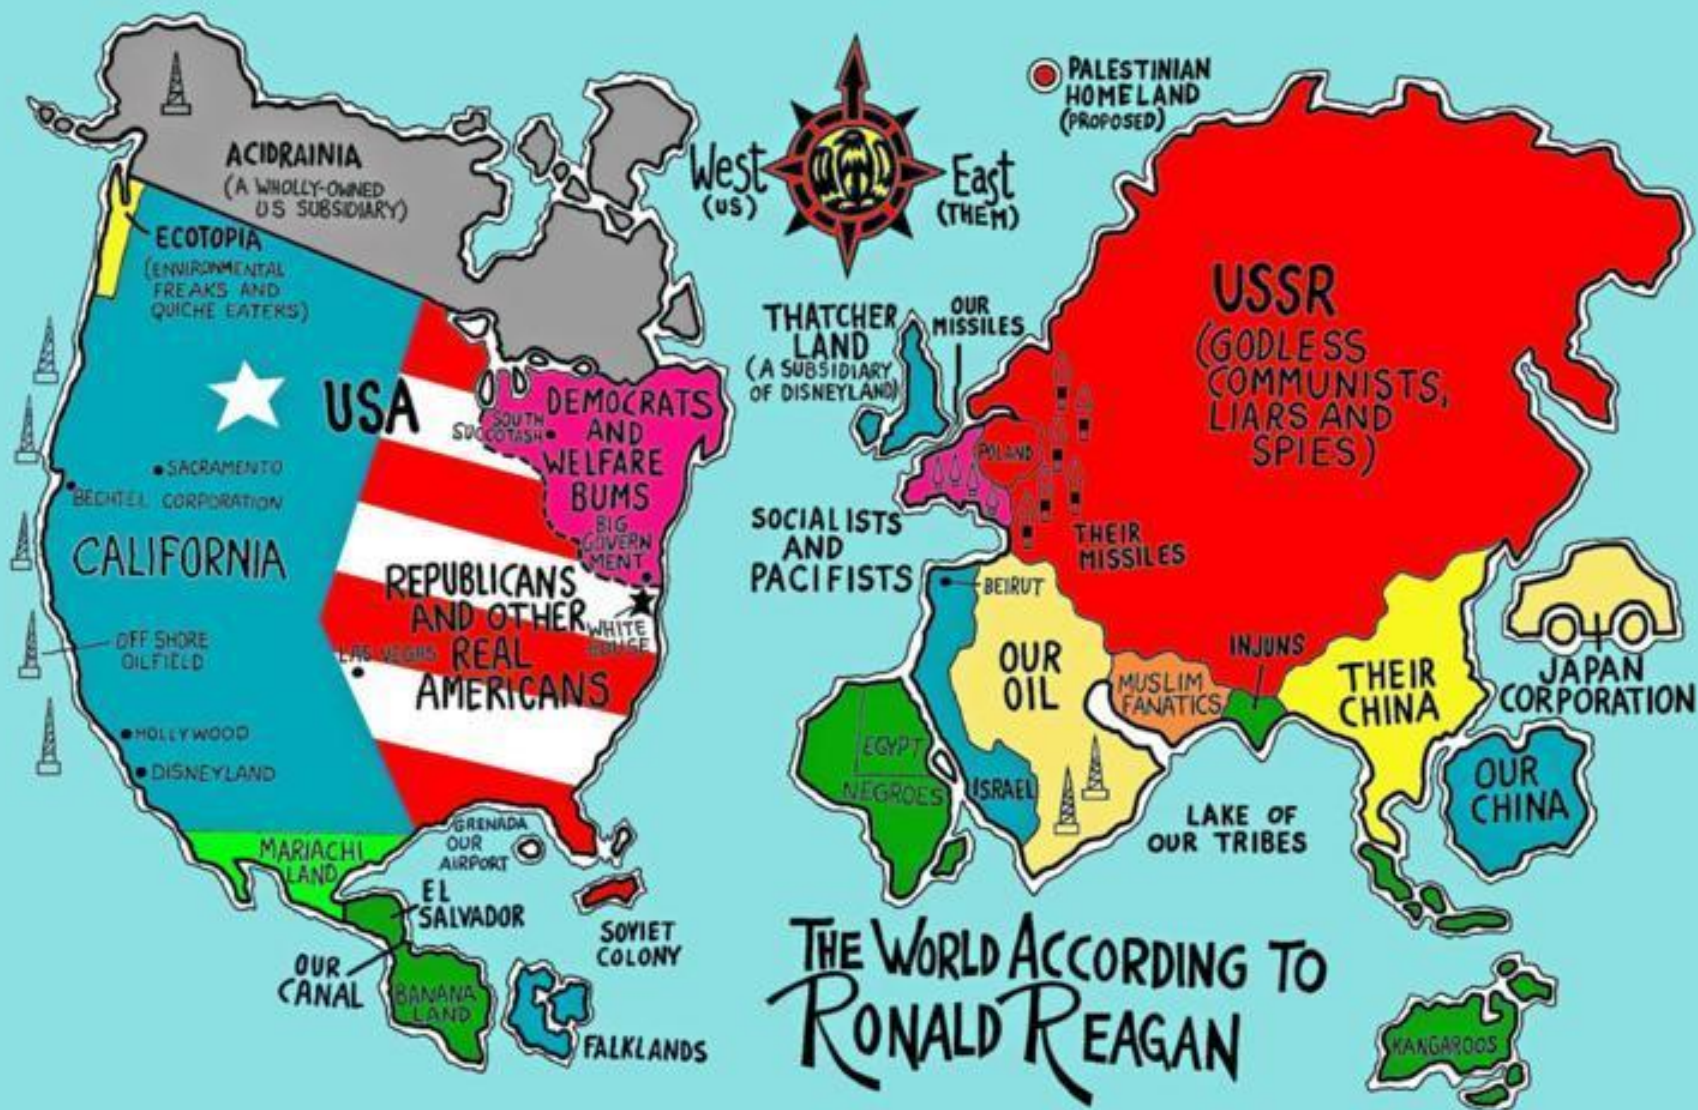 ACIDRAINIA
(A WHOLLY-OWNED
US SUBSIDIARY)
ECOTOPIA
(ENVIRONMENTAL
FREAKS AND
QUICHE EATERS)
USA
SACRAMENTO
BECHTEL CORPORATION
CALIFORNIA
OFF SHORE
OILFIELD
HOLLYWOOD
DISNEYLAND
DEMOCRATS
AND
WELFARE
BUMS
SOUTH
SUCCOTASH
BIG
GOVERN
MENT
REPUBLICANS
AND OTHER
REAL
AMERICANS
WHITE
HOUSE
LAS VEGAS
MARIACHI
LAND
GRENADA
OUR
AIRPORT
EL
SALVADOR
SOVIET
COLONY
OUR
CANAL
BANANA
LAND
FALKLANDS
West
(US)
East
(THEM)
PALESTINIAN
HOMELAND
(PROPOSED)
THATCHER
LAND
(A SUBSIDIARY
OF DISNEYLAND)
OUR
MISSILES
USSR
(GODLESS
COMMUNISTS,
LIARS AND
SPIES)
POLAND
SOCIALISTS
AND
PACIFISTS
THEIR
MISSILES
BEIRUT
OUR
OIL
MUSLIM
FANATICS
INJUNS
THEIR
CHINA
JAPAN
CORPORATION
EGYPT
NEGROES
ISRAEL
LAKE OF
OUR TRIBES
OUR
CHINA
KANGAROOS
THE WORLD ACCORDING TO
RONALD REAGAN